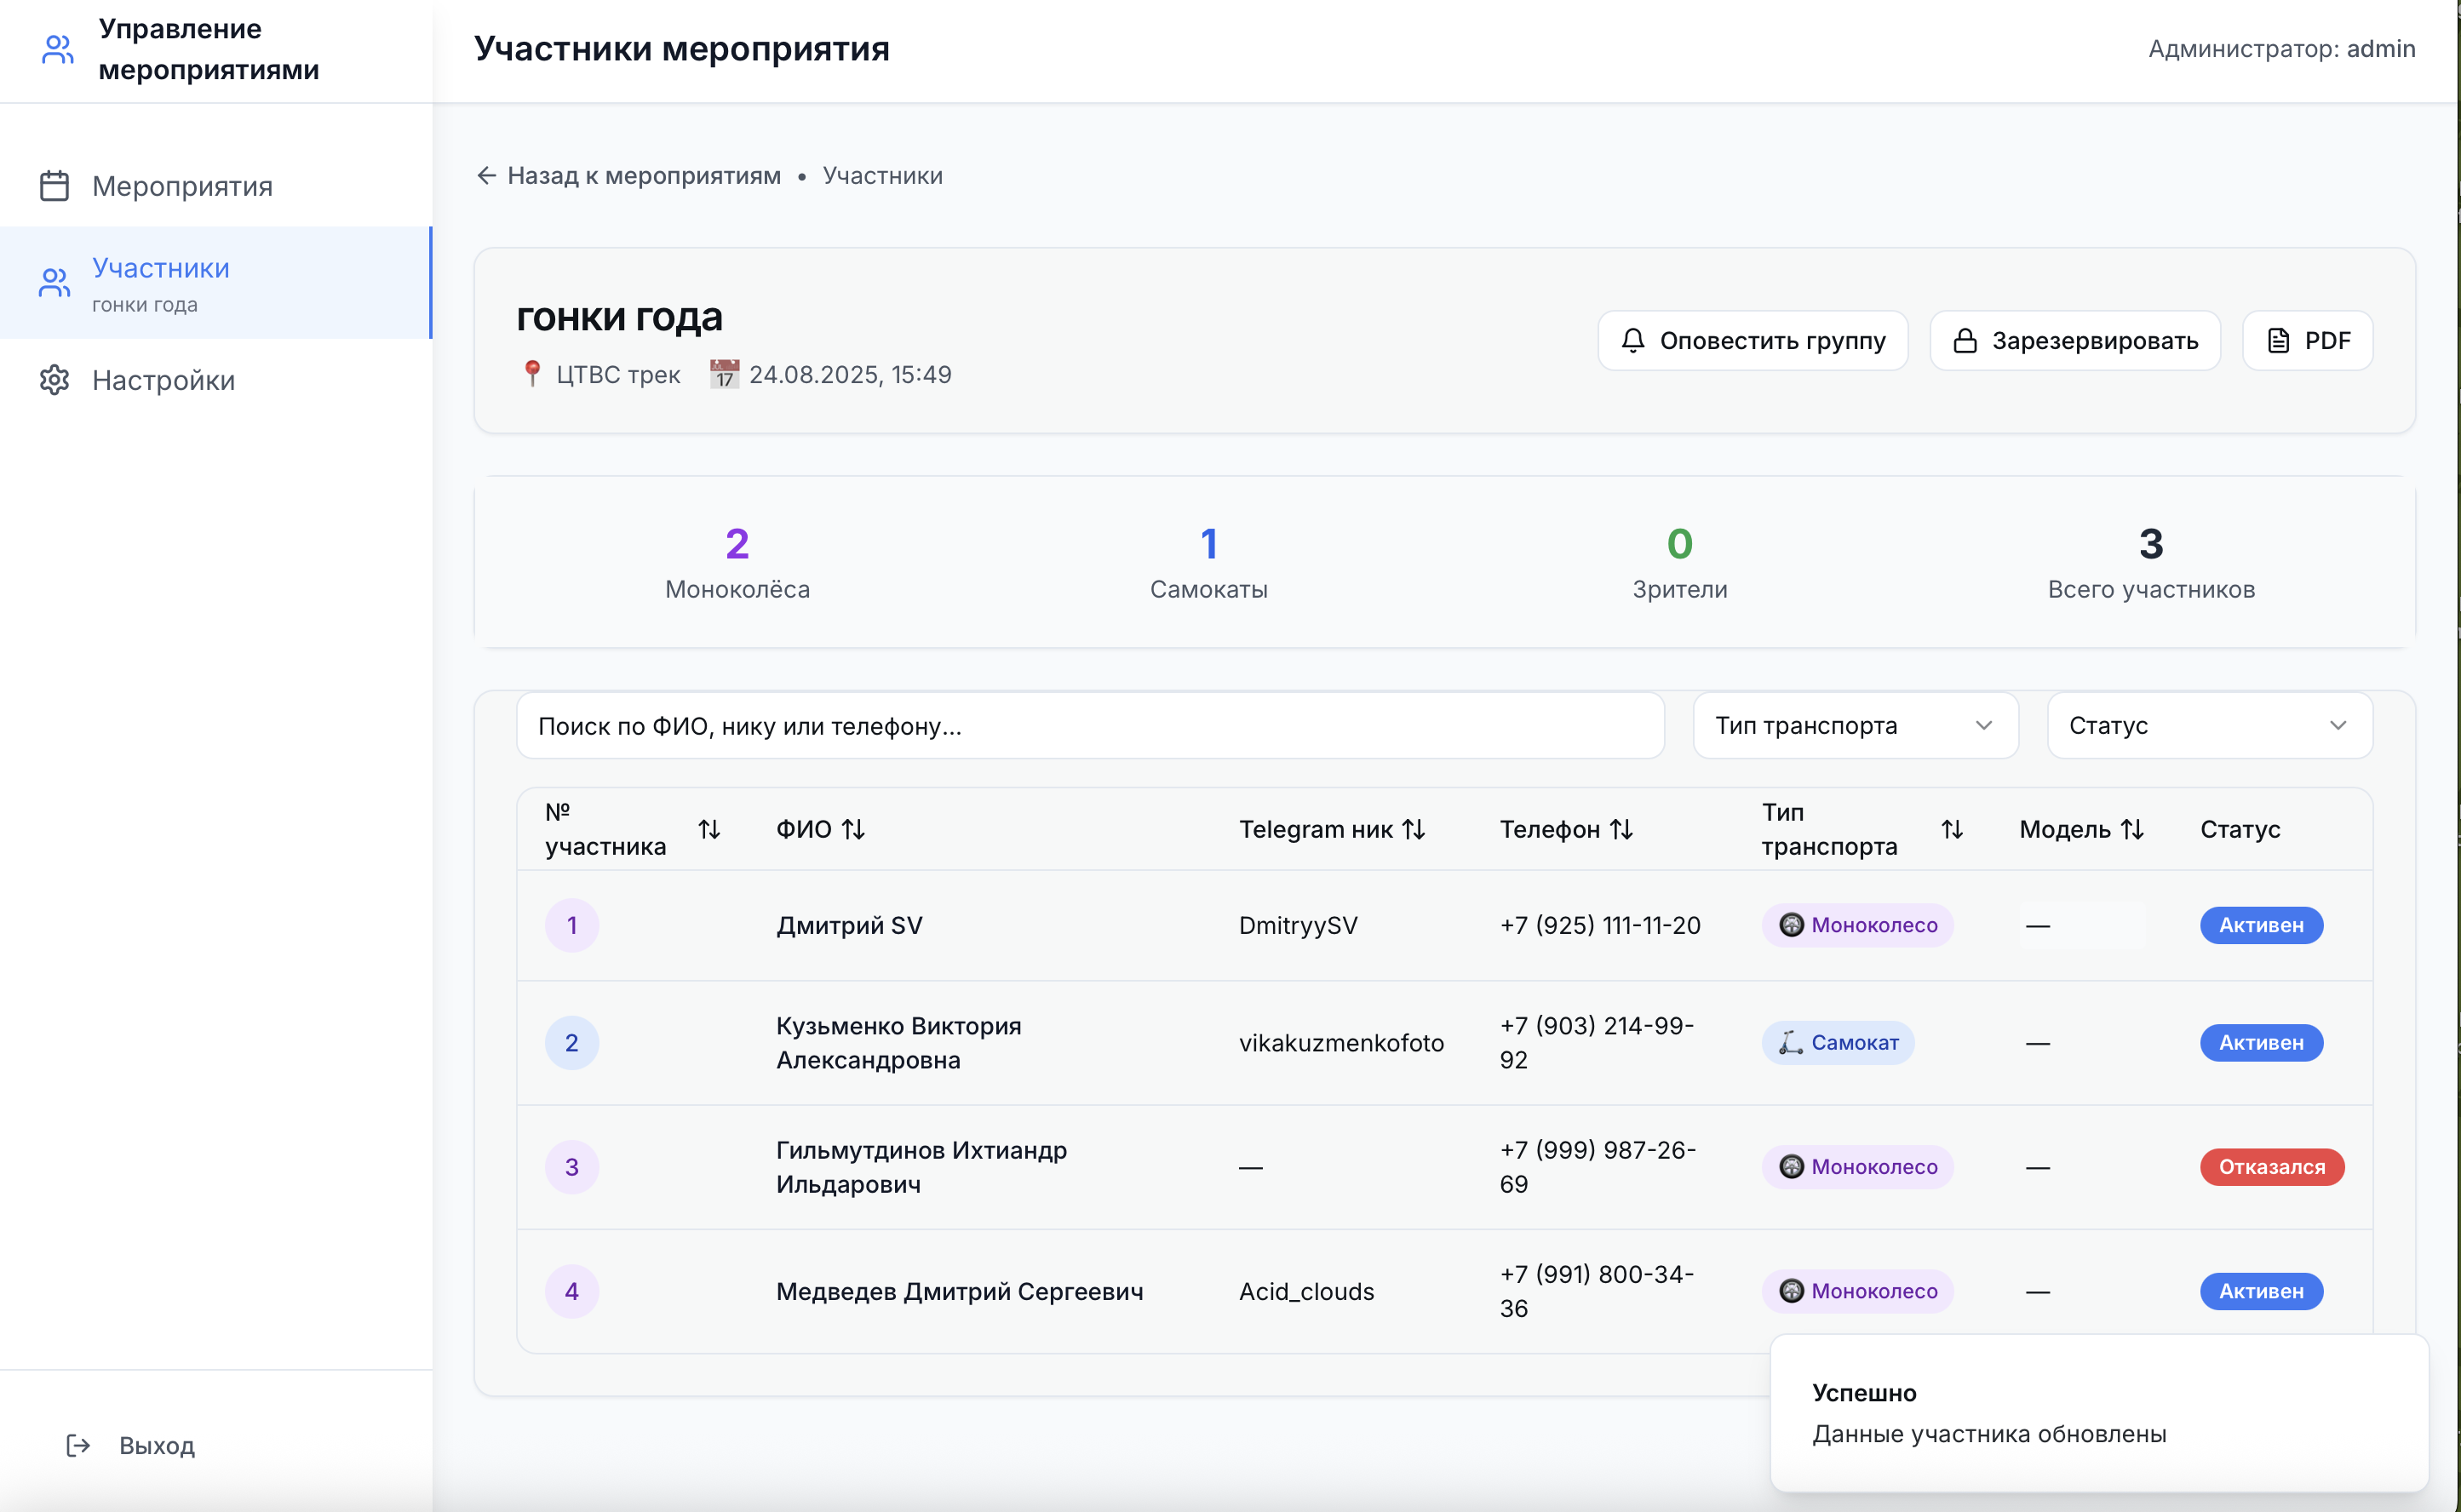 Управление
мероприятиями
Участники мероприятия
Администратор: admin
Мероприятия
Участники
гонки года
Настройки
Выход
Назад к мероприятиям • Участники
гонки года
ЦТВС трек 24.08.2025, 15:49
Оповестить группу
Зарезервировать
PDF
2
Моноколёса
1
Самокаты
0
Зрители
3
Всего участников
Поиск по ФИО, нику или телефону...
Тип транспорта
Статус
№
участника
ФИО
Telegram ник
Телефон
Тип
транспорта
Модель
Статус
1
Дмитрий SV
DmitryySV
+7 (925) 111-11-20
Моноколесо
—
Активен
2
Кузьменко Виктория
Александровна
vikakuzmenkofoto
+7 (903) 214-99-
92
Самокат
—
Активен
3
Гильмутдинов Ихтиандр
Ильдарович
—
+7 (999) 987-26-
69
Моноколесо
—
Отказался
4
Медведев Дмитрий Сергеевич
Acid_clouds
+7 (991) 800-34-
36
Моноколесо
—
Активен
Успешно
Данные участника обновлены